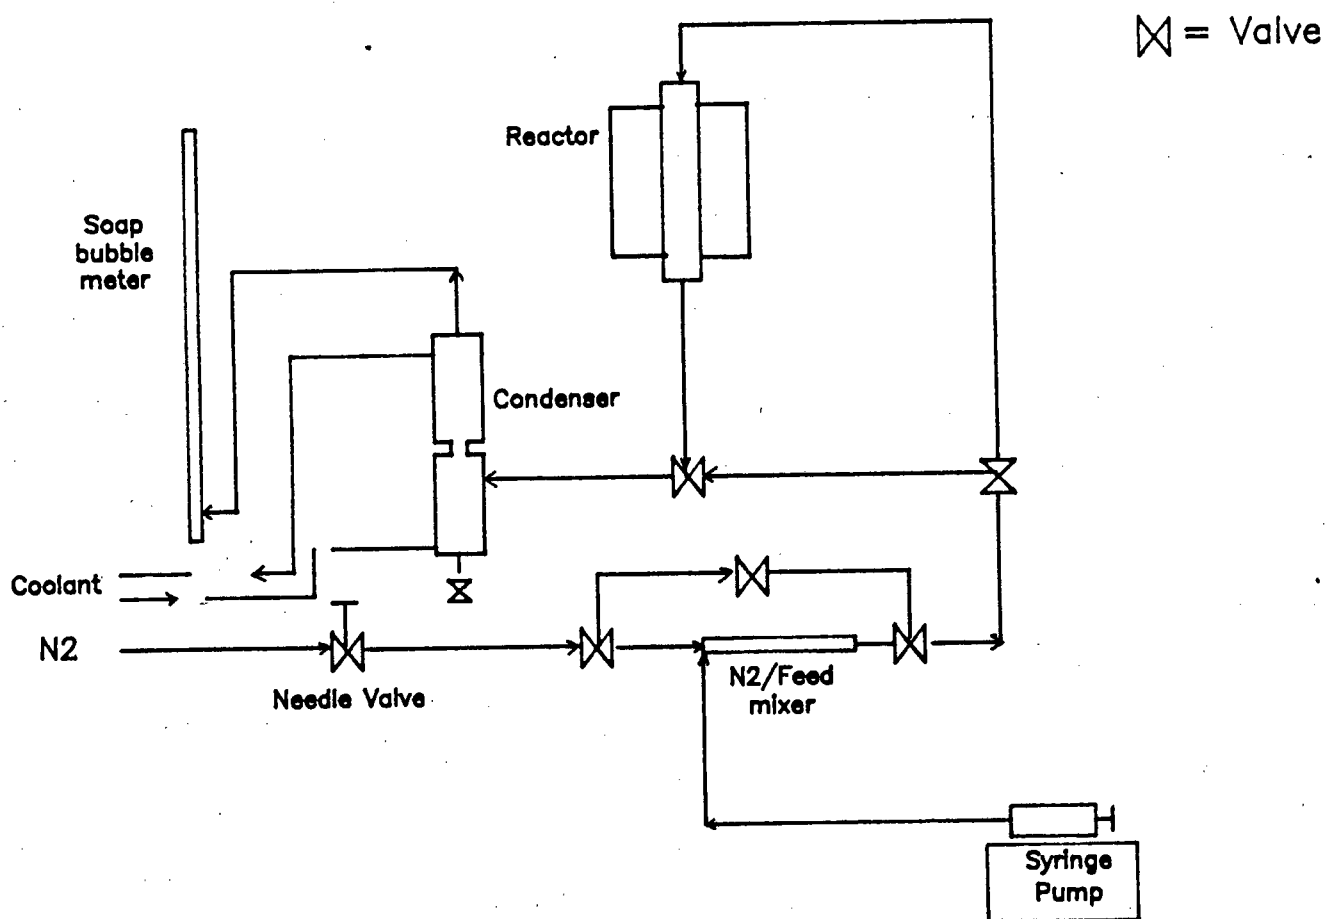 = Valve
Reactor
Soap
bubble
meter
Condenser
Coolant
N2
Needle Valve
N2/Feed
mixer
Syringe
Pump